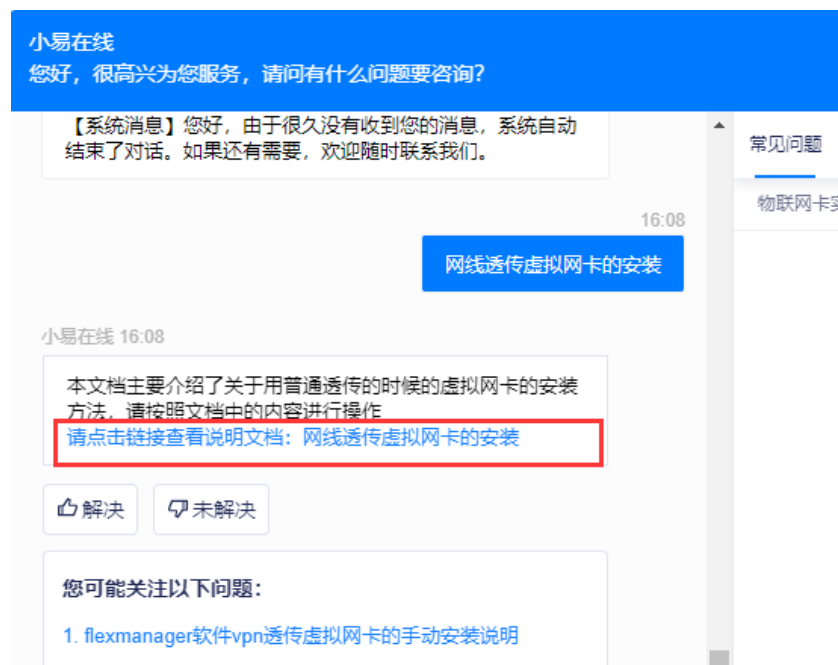 小易在线
您好，很高兴为您服务，请问有什么问题要咨询？
【系统消息】您好，由于很久没有收到您的消息，系统自动
结束了对话。如果还有需要，欢迎随时联系我们。
常见问题
物联网卡实
16:08
网线透传虚拟网卡的安装
小易在线 16:08
本文档主要介绍了关于用普通透传的时候的虚拟网卡的安装
方法，请按照文档中的内容进行操作
请点击链接查看说明文档：网线透传虚拟网卡的安装
解决
未解决
您可能关注以下问题：
1. flexmanager软件vpn透传虚拟网卡的手动安装说明